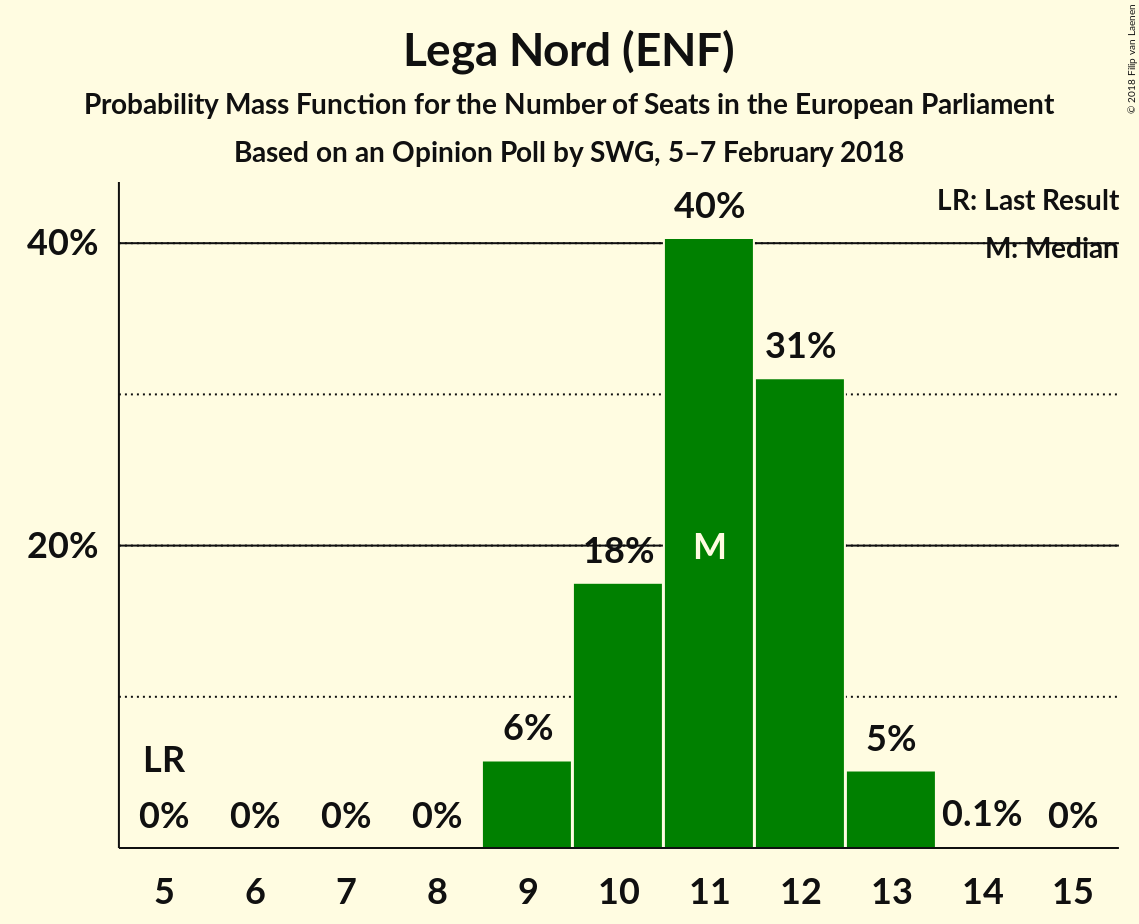 Lega Nord (ENF)
Probability Mass Function for the Number of Seats in the European Parliament
Based on an Opinion Poll by SWG, 5–7 February 2018
© 2018 Filip van Laenen
LR: Last Result
M: Median
40%
20%
LR
0%
0%
0%
0%
6%
18%
40%
M
31%
5%
0.1%
0%
5 6 7 8 9 10 11 12 13 14 15